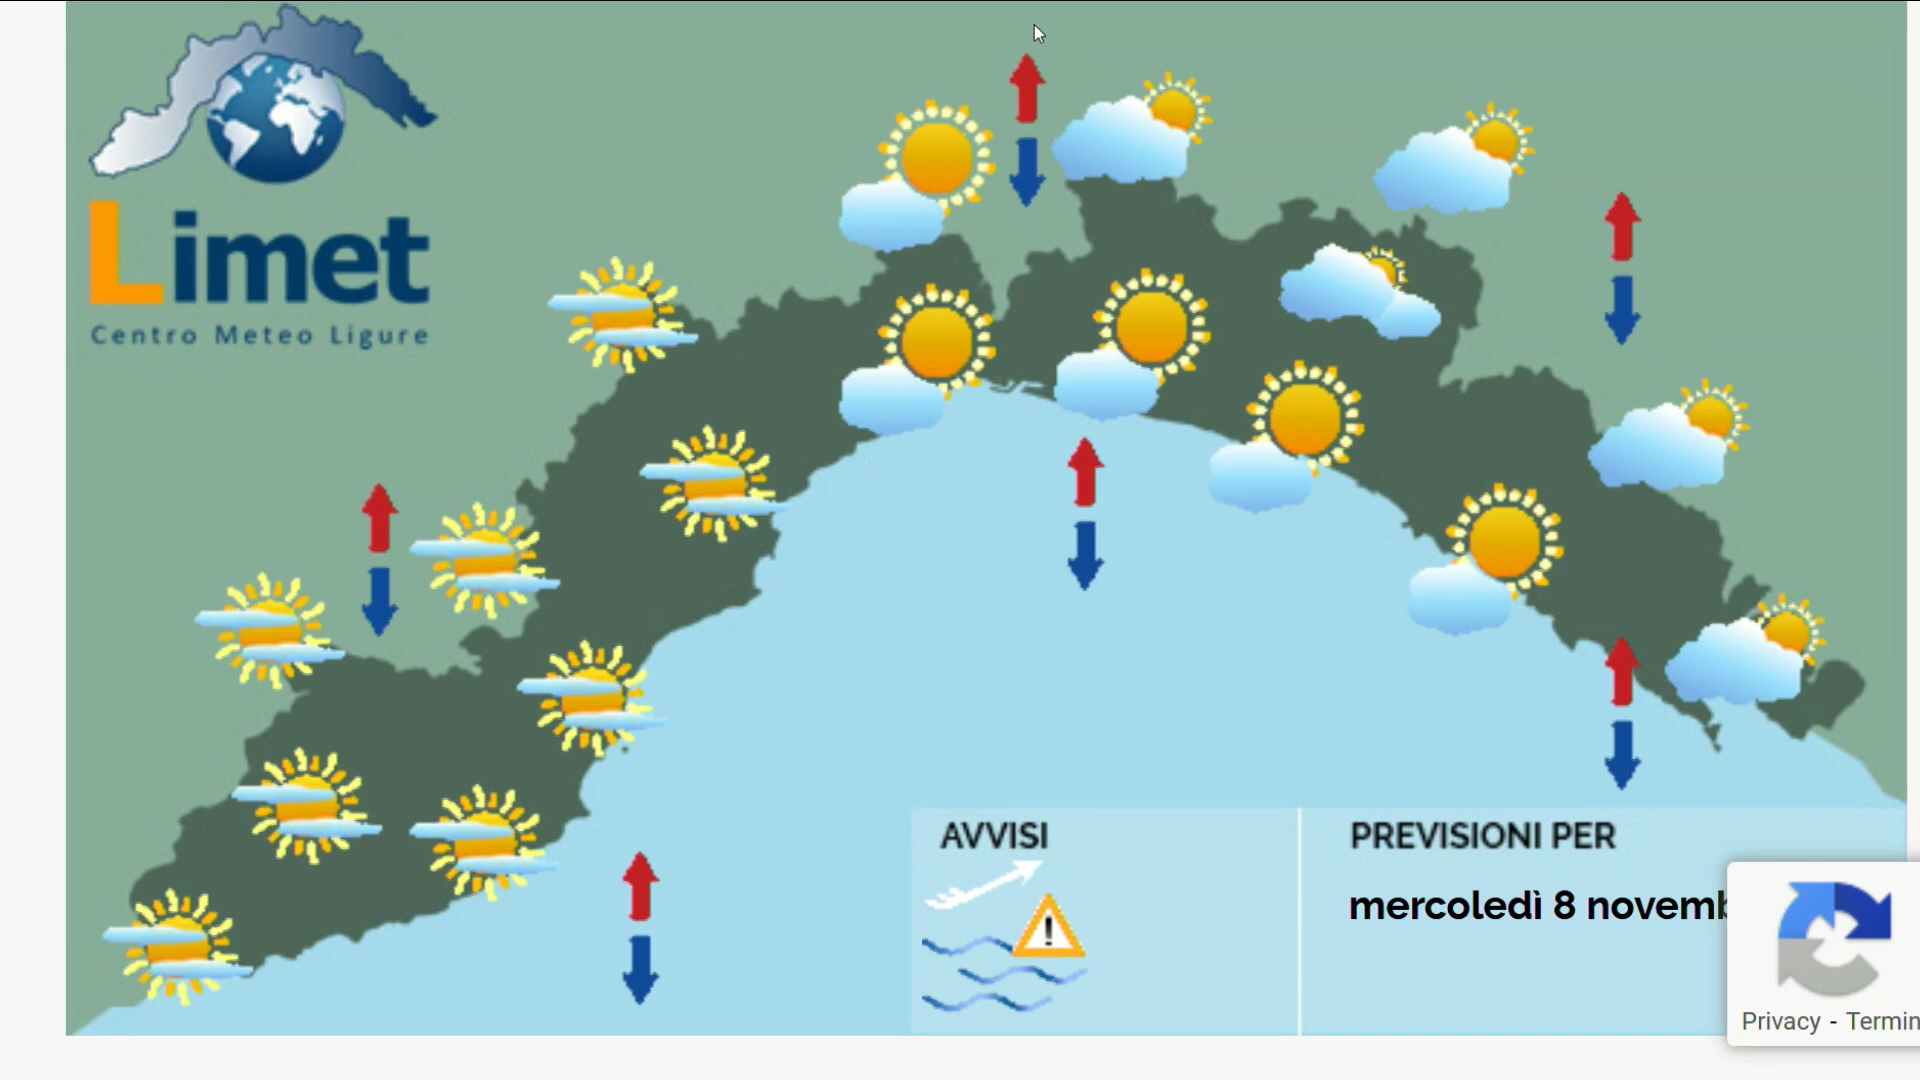 Limet
Centro Meteo Ligure
AVVISI
PREVISIONI PER
mercoledì 8 novemb
Privacy - Termin